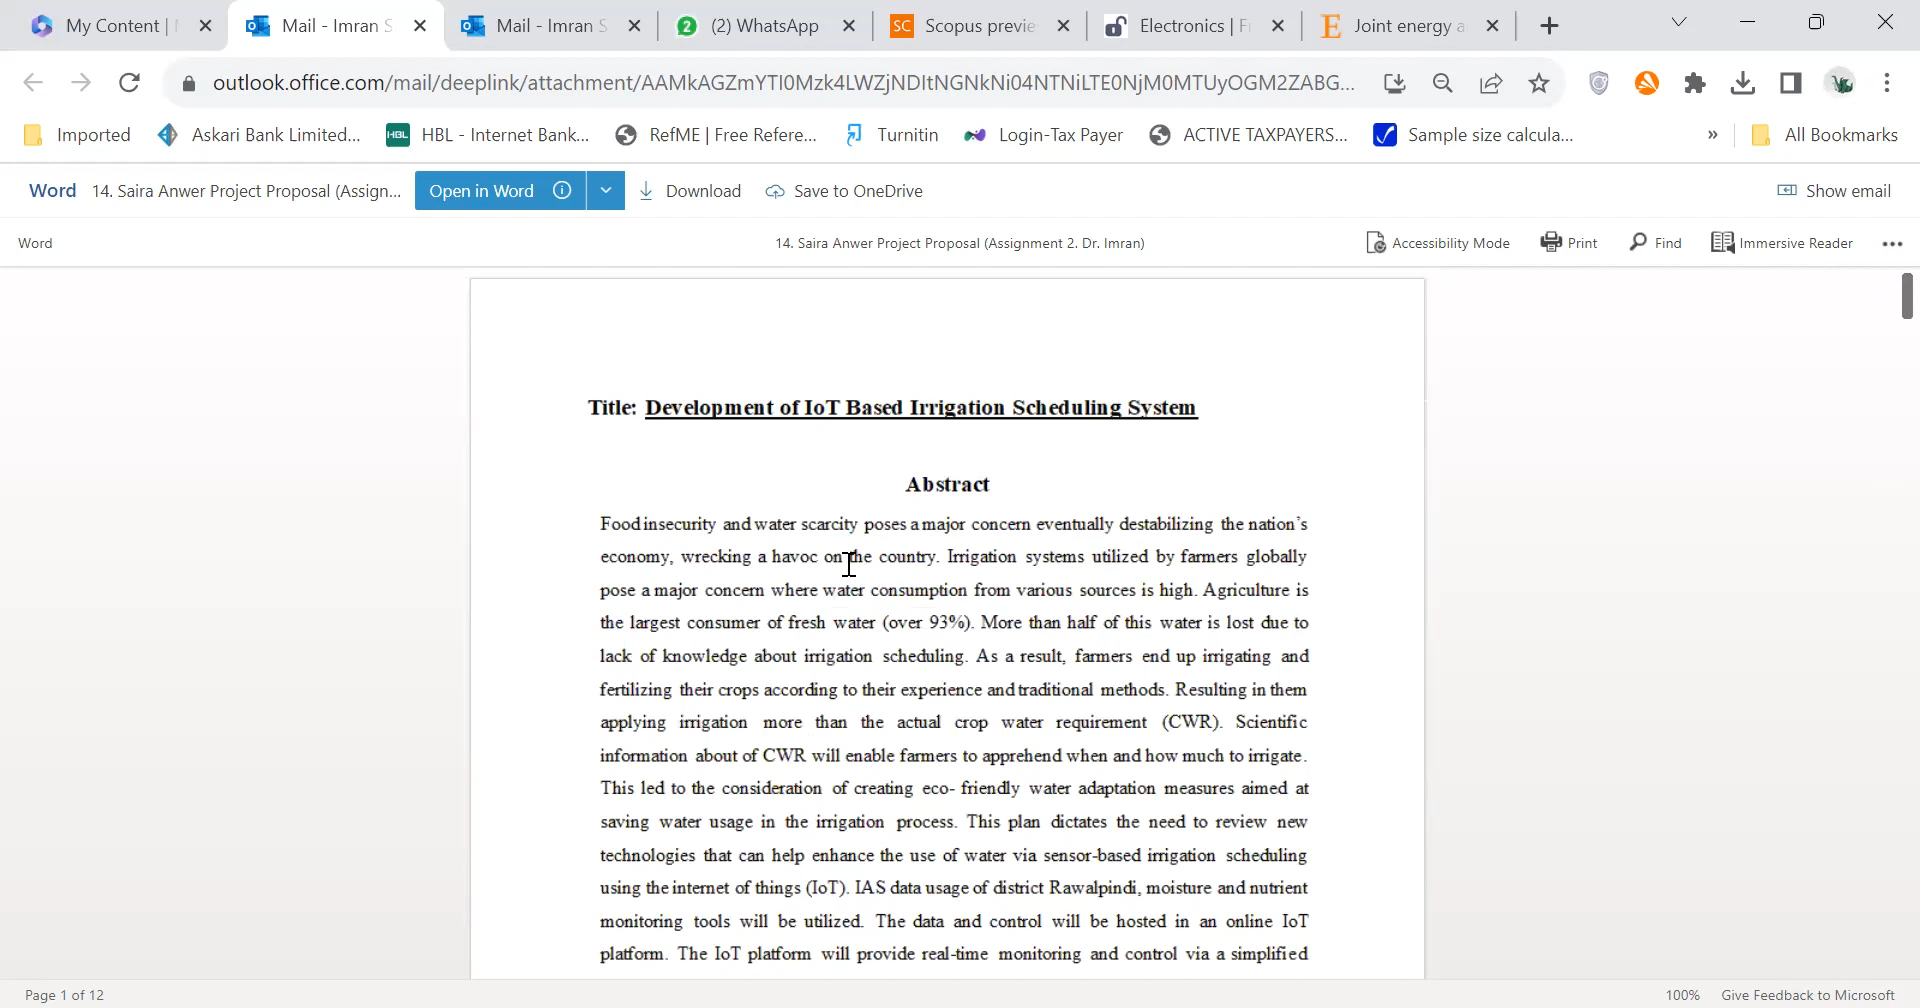 My Content |
Mail - Imran S
Mail - Imran S
2
(2) WhatsApp
SC
Scopus previe
Electronics | F
E
Joint energy a
outlook.office.com/mail/deeplink/attachment/AAMkAGZmYTI0Mzk4LWZjNDItNGNkNi04NTNiLTE0NjM0MTUyOGM2ZABG...
Imported
Askari Bank Limited...
HBL
HBL - Internet Bank...
RefME | Free Refere...
Turnitin
Login-Tax Payer
ACTIVE TAXPAYERS...
Sample size calcula...
»
All Bookmarks
Word
14. Saira Anwer Project Proposal (Assign...
Open in Word
Download
Save to OneDrive
Show email
Word
14. Saira Anwer Project Proposal (Assignment 2. Dr. Imran)
Accessibility Mode
Print
Find
Immersive Reader
Title: Development of IoT Based Irrigation Scheduling System
Abstract
Food insecurity and water scarcity poses a major concern eventually destabilizing the nation's
economy, wrecking a havoc on the country. Irrigation systems utilized by farmers globally
pose a major concern where water consumption from various sources is high. Agriculture is
the largest consumer of fresh water (over 93%). More than half of this water is lost due to
lack of knowledge about irrigation scheduling. As a result, farmers end up irrigating and
fertilizing their crops according to their experience and traditional methods. Resulting in them
applying irrigation more than the actual crop water requirement (CWR). Scientific
information about of CWR will enable farmers to apprehend when and how much to irrigate.
This led to the consideration of creating eco- friendly water adaptation measures aimed at
saving water usage in the irrigation process. This plan dictates the need to review new
technologies that can help enhance the use of water via sensor-based irrigation scheduling
using the internet of things (IoT). IAS data usage of district Rawalpindi, moisture and nutrient
monitoring tools will be utilized. The data and control will be hosted in an online IoT
platform. The IoT platform will provide real-time monitoring and control via a simplified
Page 1 of 12
100%
Give Feedback to Microsoft